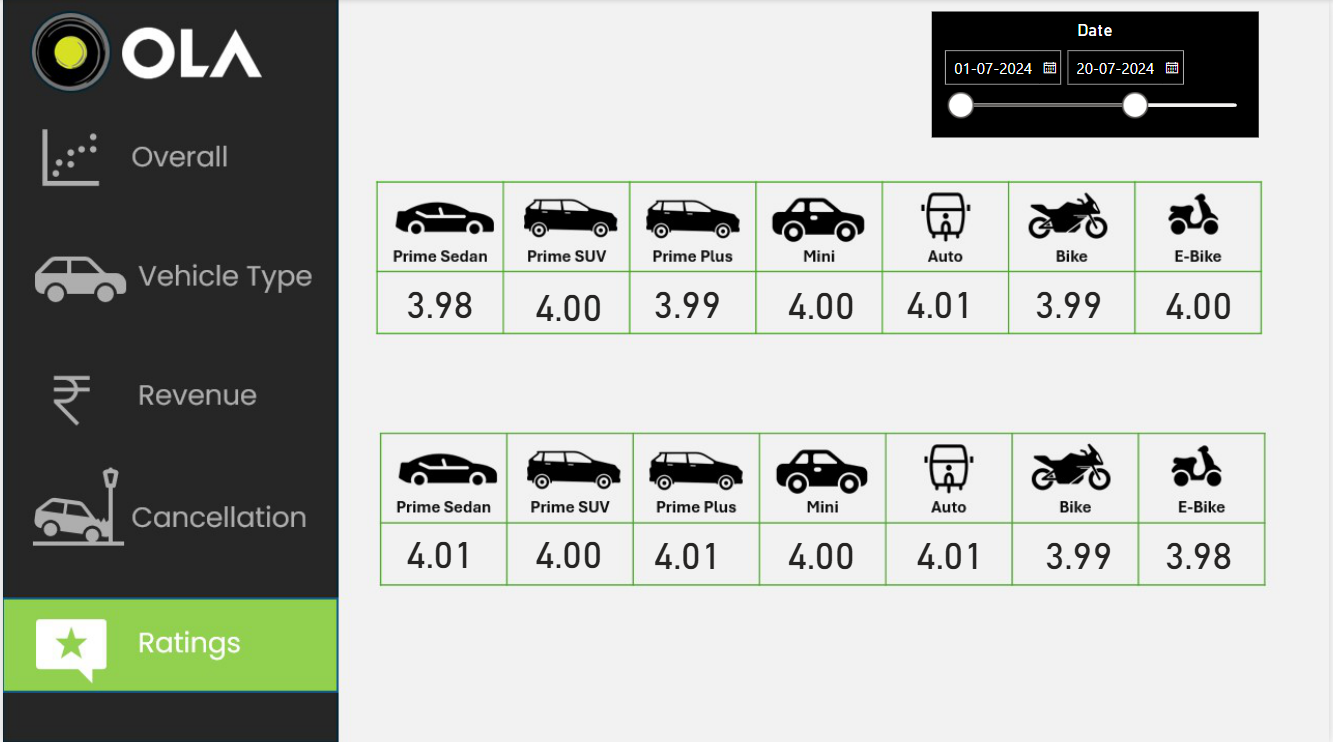 OLA
Overall
Vehicle Type
Revenue
Cancellation
Ratings
Date
01-07-2024 20-07-2024
Prime Sedan Prime SUV Prime Plus Mini Auto Bike E-Bike
3.98 4.00 3.99 4.00 4.01 3.99 4.00
Prime Sedan Prime SUV Prime Plus Mini Auto Bike E-Bike
4.01 4.00 4.01 4.00 4.01 3.99 3.98